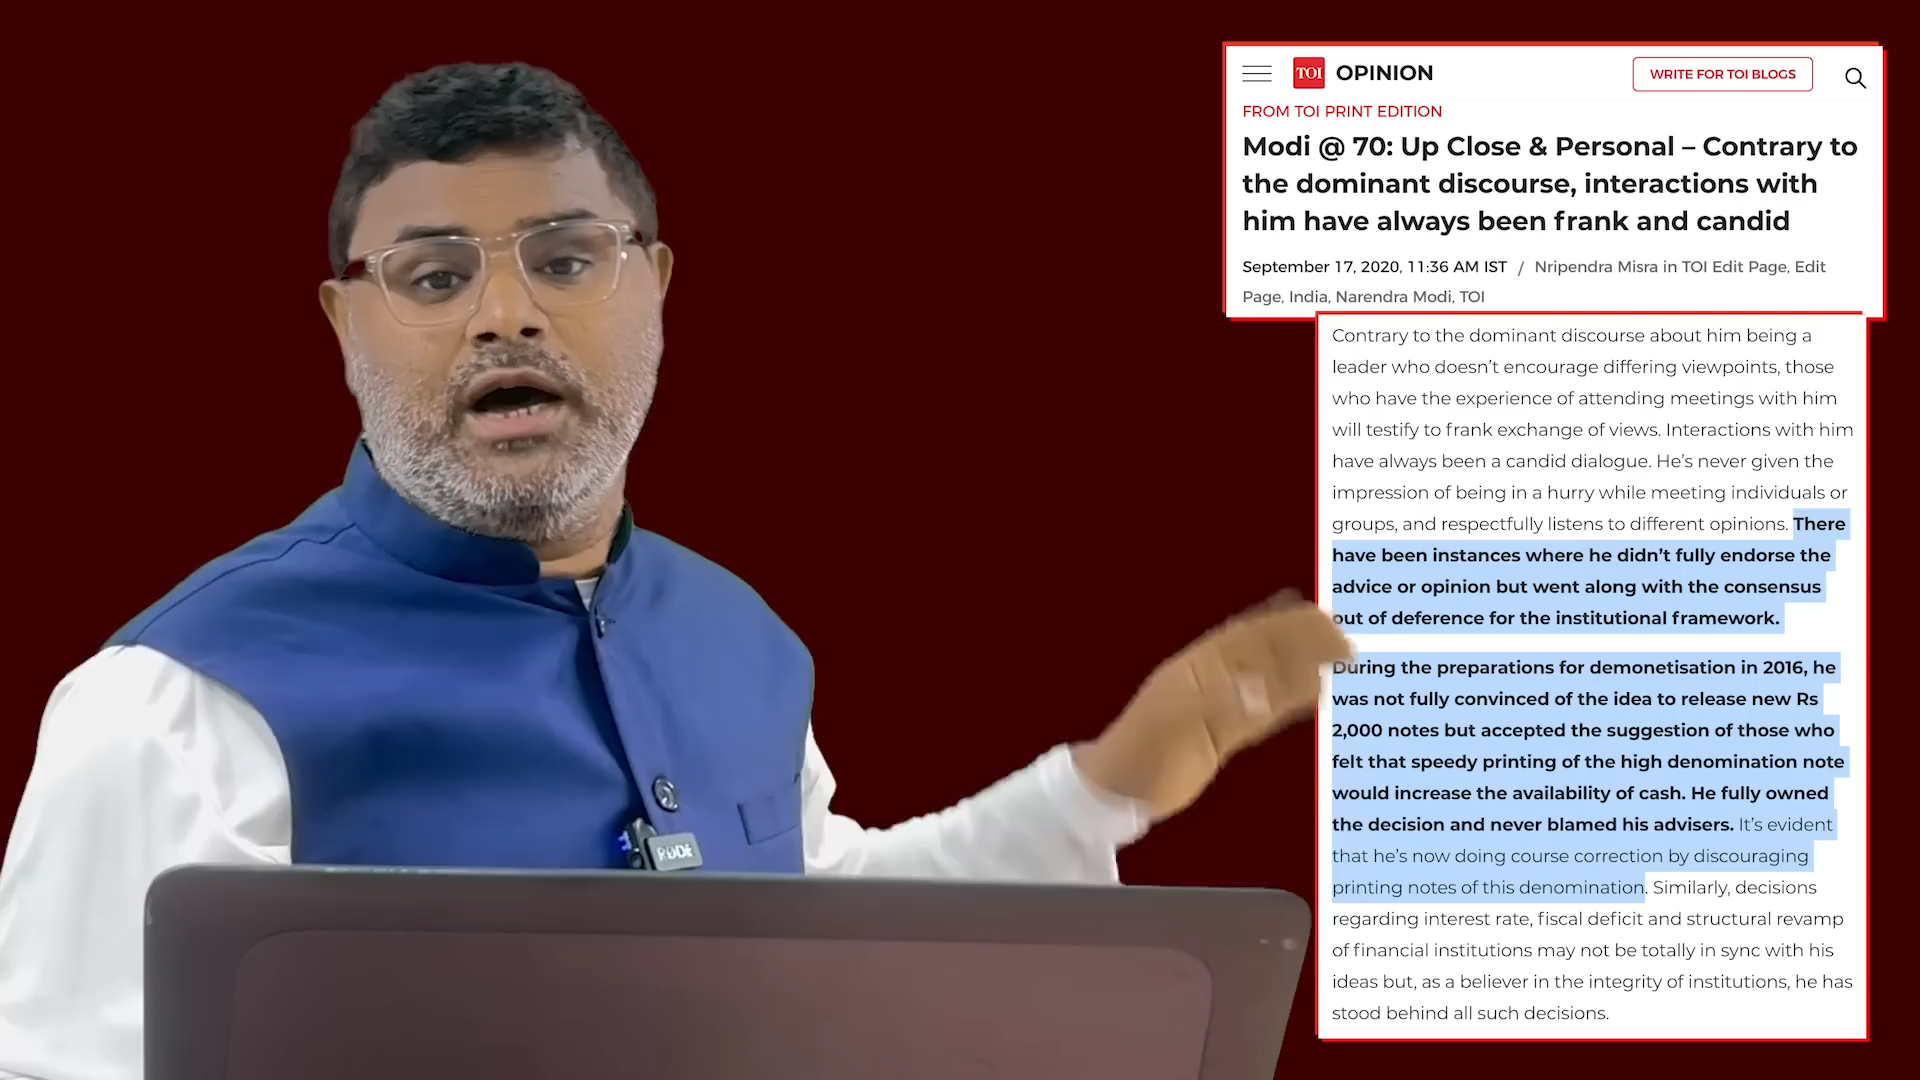 TOI OPINION
WRITE FOR TOI BLOGS
FROM TOI PRINT EDITION
Modi @ 70: Up Close & Personal – Contrary to
the dominant discourse, interactions with
him have always been frank and candid
September 17, 2020, 11:36 AM IST / Nripendra Misra in TOI Edit Page, Edit
Page, India, Narendra Modi, TOI
Contrary to the dominant discourse about him being a
leader who doesn’t encourage differing viewpoints, those
who have the experience of attending meetings with him
will testify to frank exchange of views. Interactions with him
have always been a candid dialogue. He’s never given the
impression of being in a hurry while meeting individuals or
groups, and respectfully listens to different opinions. There
have been instances where he didn’t fully endorse the
advice or opinion but went along with the consensus
out of deference for the institutional framework.
During the preparations for demonetisation in 2016, he
was not fully convinced of the idea to release new Rs
2,000 notes but accepted the suggestion of those who
felt that speedy printing of the high denomination note
would increase the availability of cash. He fully owned
the decision and never blamed his advisers. It’s evident
that he’s now doing course correction by discouraging
printing notes of this denomination. Similarly, decisions
regarding interest rate, fiscal deficit and structural revamp
of financial institutions may not be totally in sync with his
ideas but, as a believer in the integrity of institutions, he has
stood behind all such decisions.
RØDE